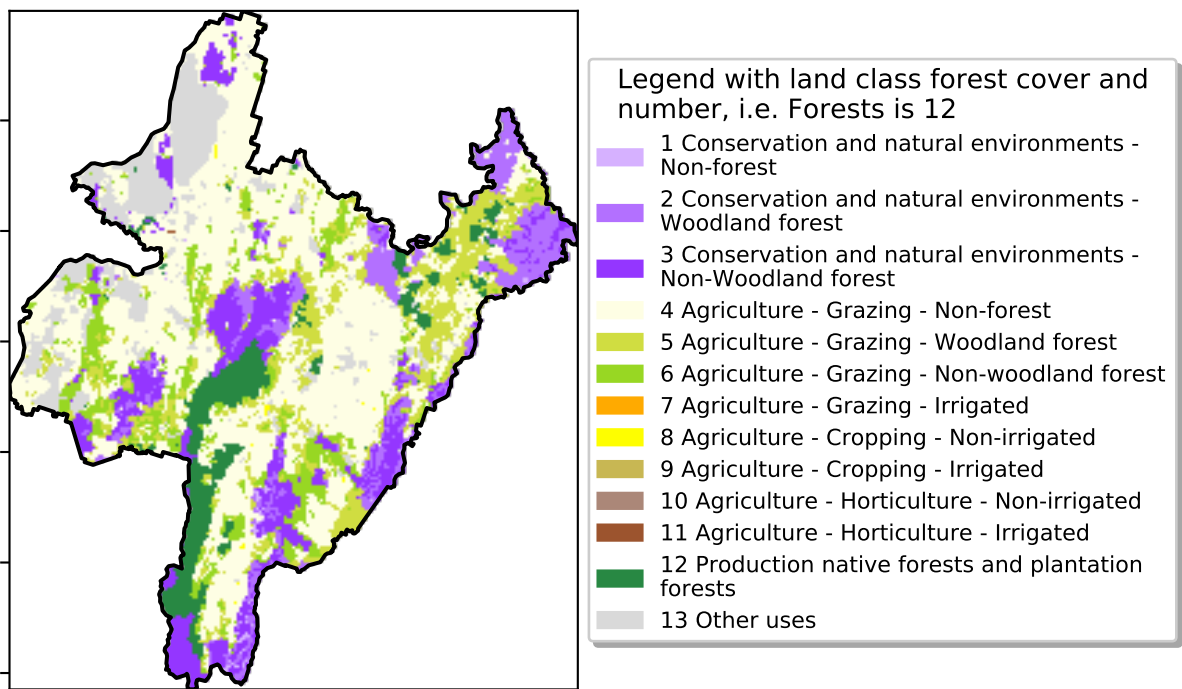 Legend with land class forest cover and
number, i.e. Forests is 12
1 Conservation and natural environments -
Non-forest
2 Conservation and natural environments -
Woodland forest
3 Conservation and natural environments -
Non-Woodland forest
4 Agriculture - Grazing - Non-forest
5 Agriculture - Grazing - Woodland forest
6 Agriculture - Grazing - Non-woodland forest
7 Agriculture - Grazing - Irrigated
8 Agriculture - Cropping - Non-irrigated
9 Agriculture - Cropping - Irrigated
10 Agriculture - Horticulture - Non-irrigated
11 Agriculture - Horticulture - Irrigated
12 Production native forests and plantation
forests
13 Other uses